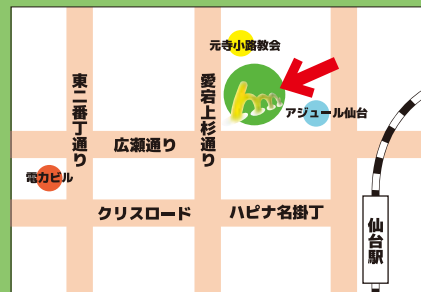 元寺小路教会
アジュール仙台
東二番丁通り
愛宕上杉通り
広瀬通り
電力ビル
クリスロード
ハピナ名掛丁
仙台駅
hm